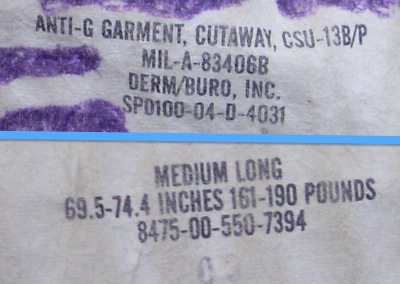 ANTI-G GARMENT, CUTAWAY, CSU-13B/P
MIL-A-83406B
DERM/BURO, INC.
SP0100-04-D-4031
MEDIUM LONG
69.5-74.4 INCHES 161-190 POUNDS
8475-00-550-7394